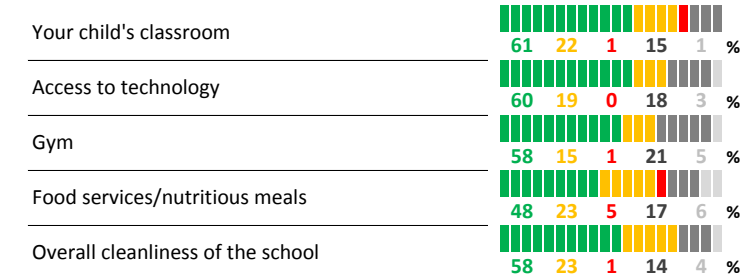 Your child's classroom
61 22 1 15 1 %
Access to technology
60 19 0 18 3 %
Gym
58 15 1 21 5 %
Food services/nutritious meals
48 23 5 17 6 %
Overall cleanliness of the school
58 23 1 14 4 %